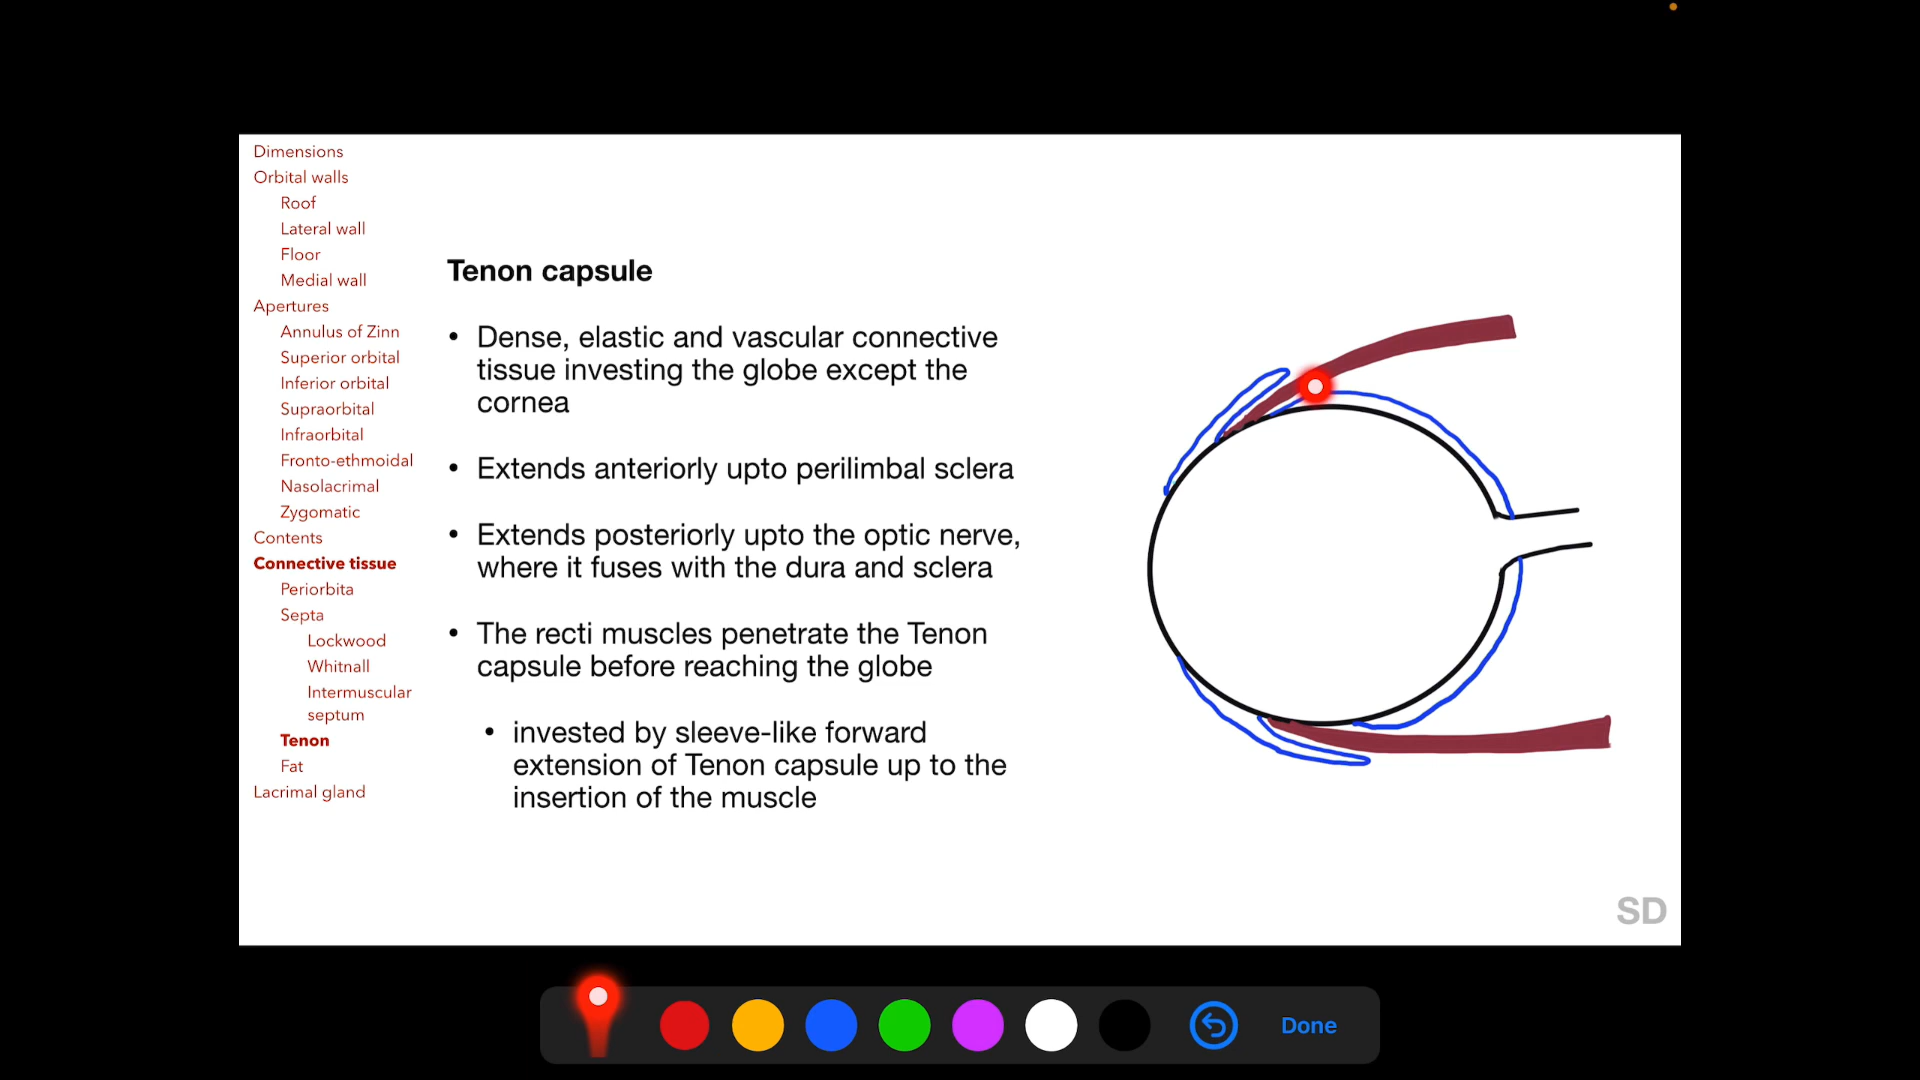 Dimensions
Orbital walls
Roof
Lateral wall
Floor
Medial wall
Apertures
Annulus of Zinn
Superior orbital
Inferior orbital
Supraorbital
Infraorbital
Fronto-ethmoidal
Nasolacrimal
Zygomatic
Contents
Connective tissue
Periorbita
Septa
Lockwood
Whitnall
Intermuscular
septum
Tenon
Fat
Lacrimal gland
Tenon capsule
• Dense, elastic and vascular connective
tissue investing the globe except the
cornea
• Extends anteriorly upto perilimbal sclera
• Extends posteriorly upto the optic nerve,
where it fuses with the dura and sclera
• The recti muscles penetrate the Tenon
capsule before reaching the globe
• invested by sleeve-like forward
extension of Tenon capsule up to the
insertion of the muscle
SD
Done